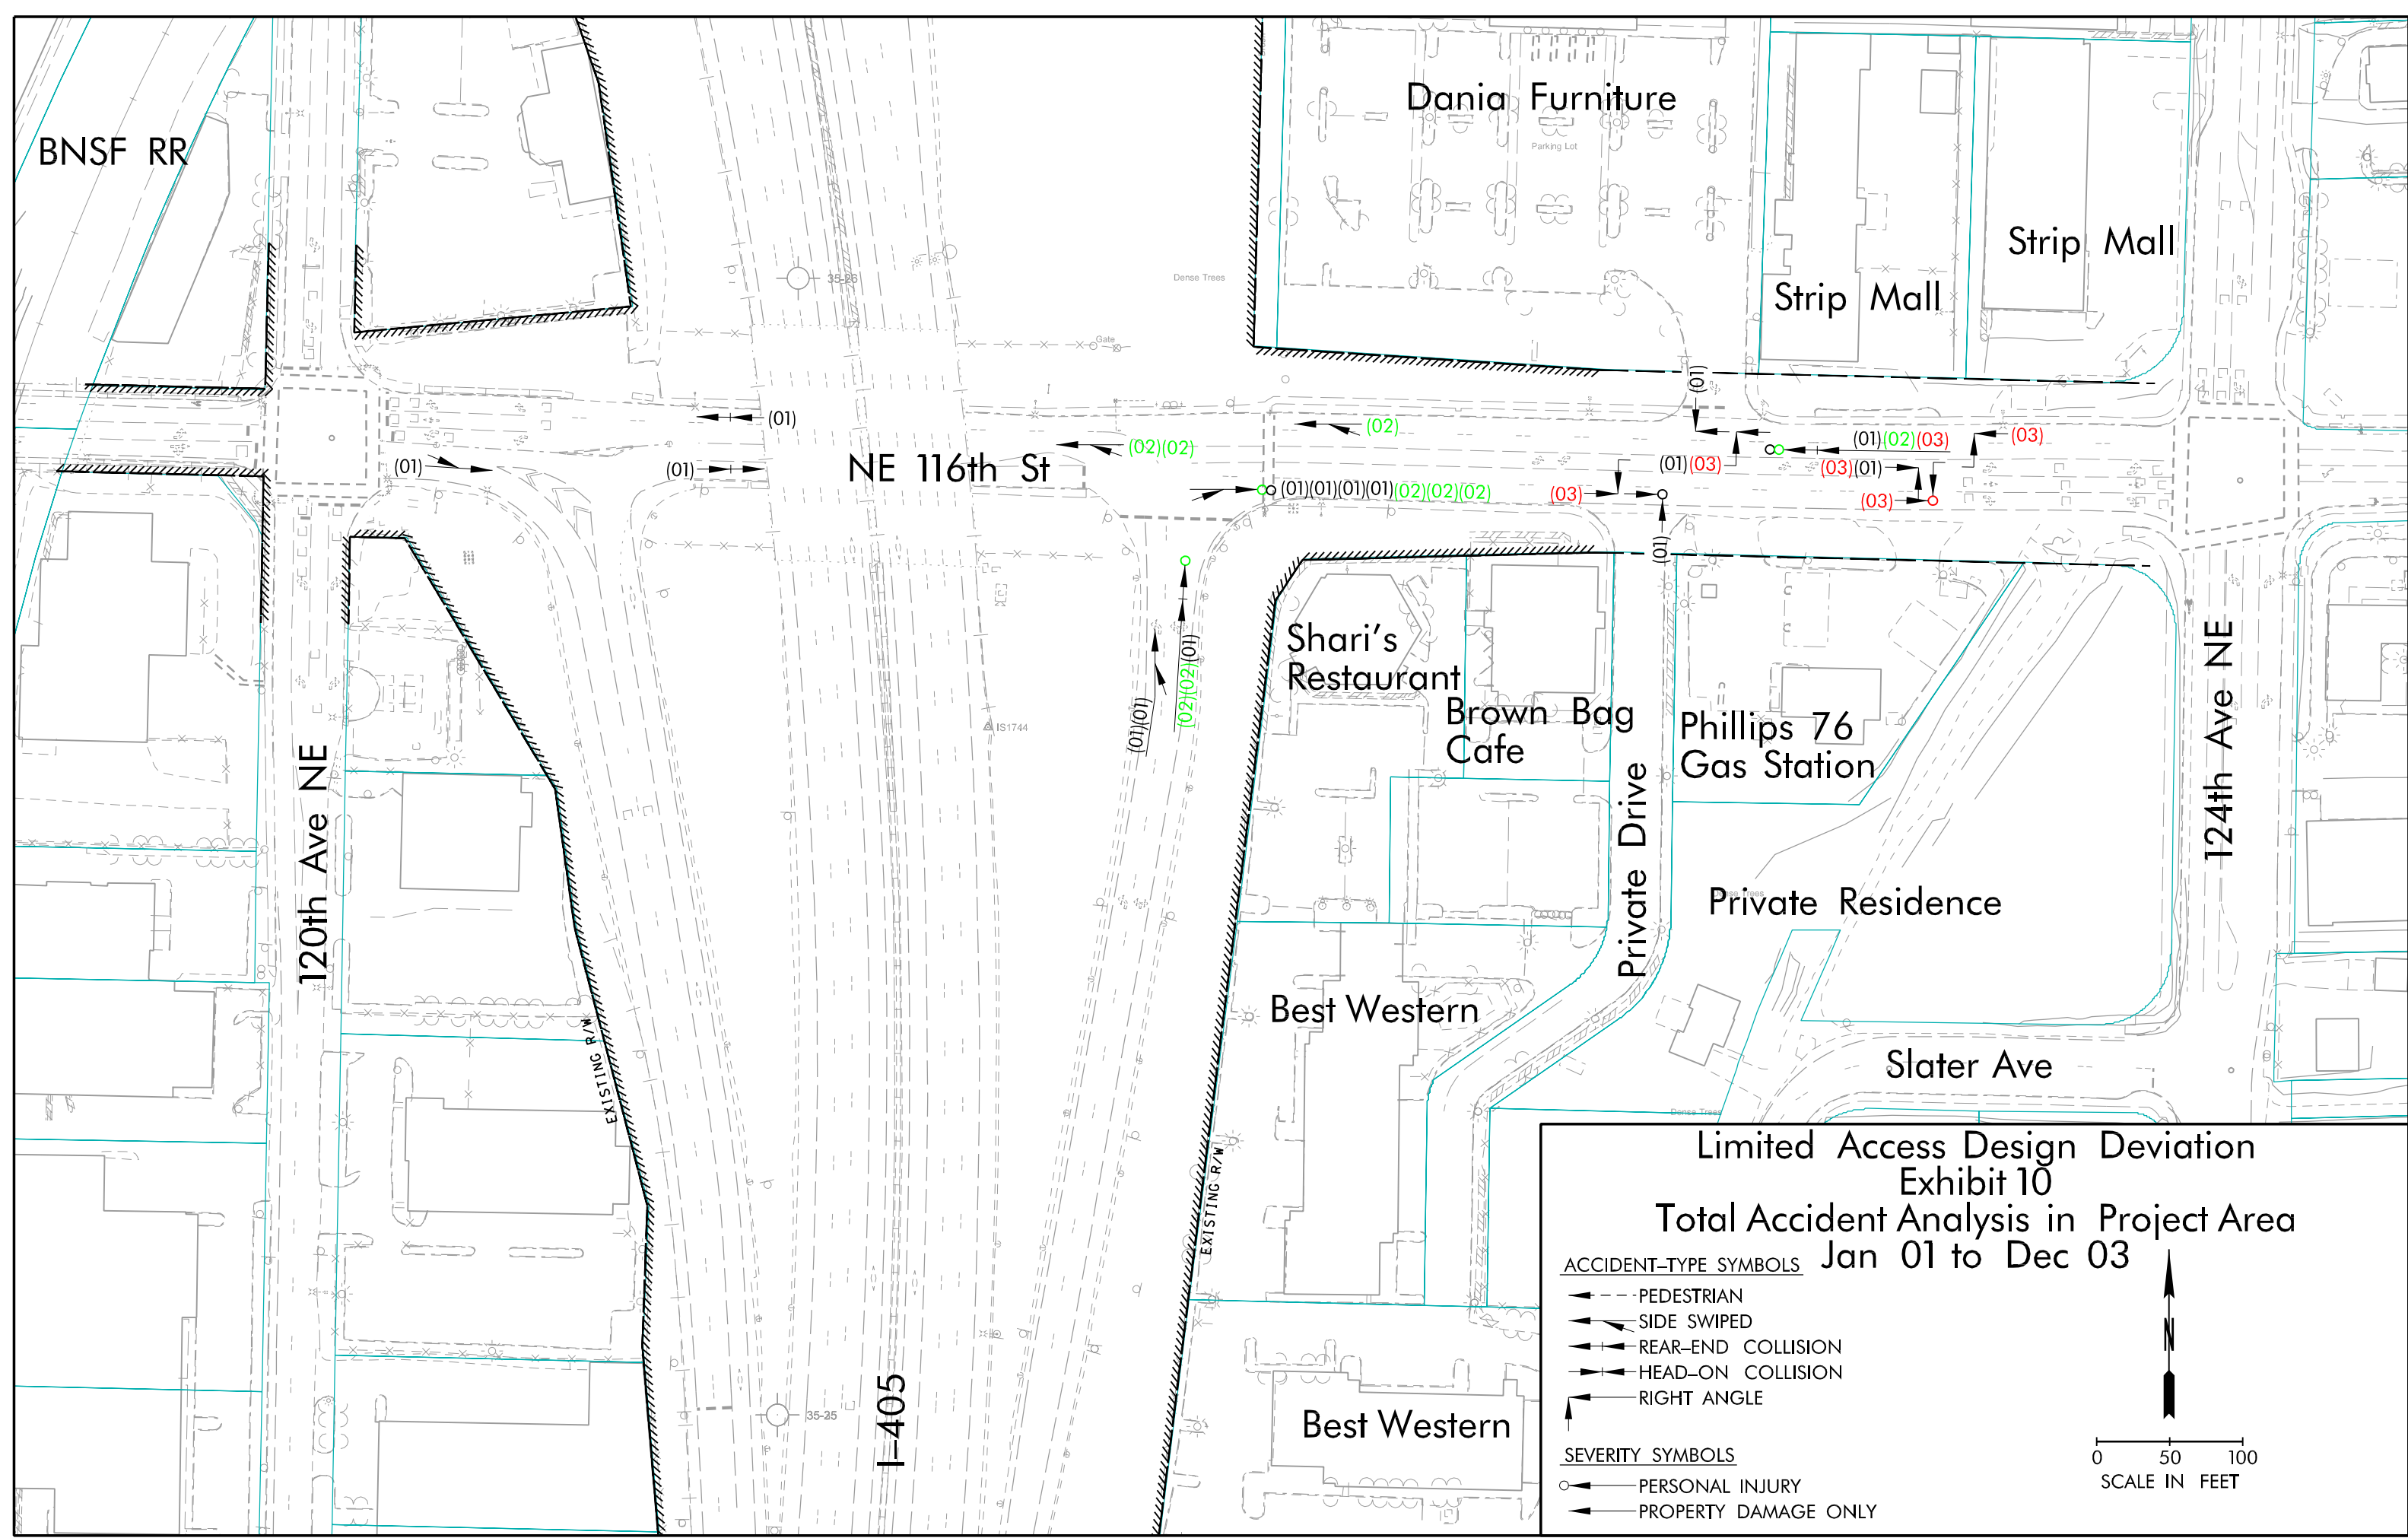 Dania Furniture
BNSF RR
Parking Lot
Strip Mall
Strip Mall
Dense Trees
35-26
Gate
(01)
(01)
(01)
(01)
NE 116th St
(02)
(02)(02)
(01)(01)(01)(01)(02)(02)(02)
(01)
(01)(03)
(03)
(01)(02)(03)
(03)(01)
(03)
(03)
(01)
(01)(01)
(02)(02)(01)
Shari's
Restaurant
Brown Bag
Cafe
Phillips 76
Gas Station
IS1744
120th Ave NE
Private Drive
124th Ave NE
Dense Trees
Private Residence
Best Western
Slater Ave
Dense Trees
EXISTING R/W
EXISTING R/W
I-405
35-25
Best Western
Limited Access Design Deviation
Exhibit 10
Total Accident Analysis in Project Area
Jan 01 to Dec 03
ACCIDENT-TYPE SYMBOLS
PEDESTRIAN
SIDE SWIPED
REAR-END COLLISION
HEAD-ON COLLISION
RIGHT ANGLE
SEVERITY SYMBOLS
PERSONAL INJURY
PROPERTY DAMAGE ONLY
N
0 50 100
SCALE IN FEET